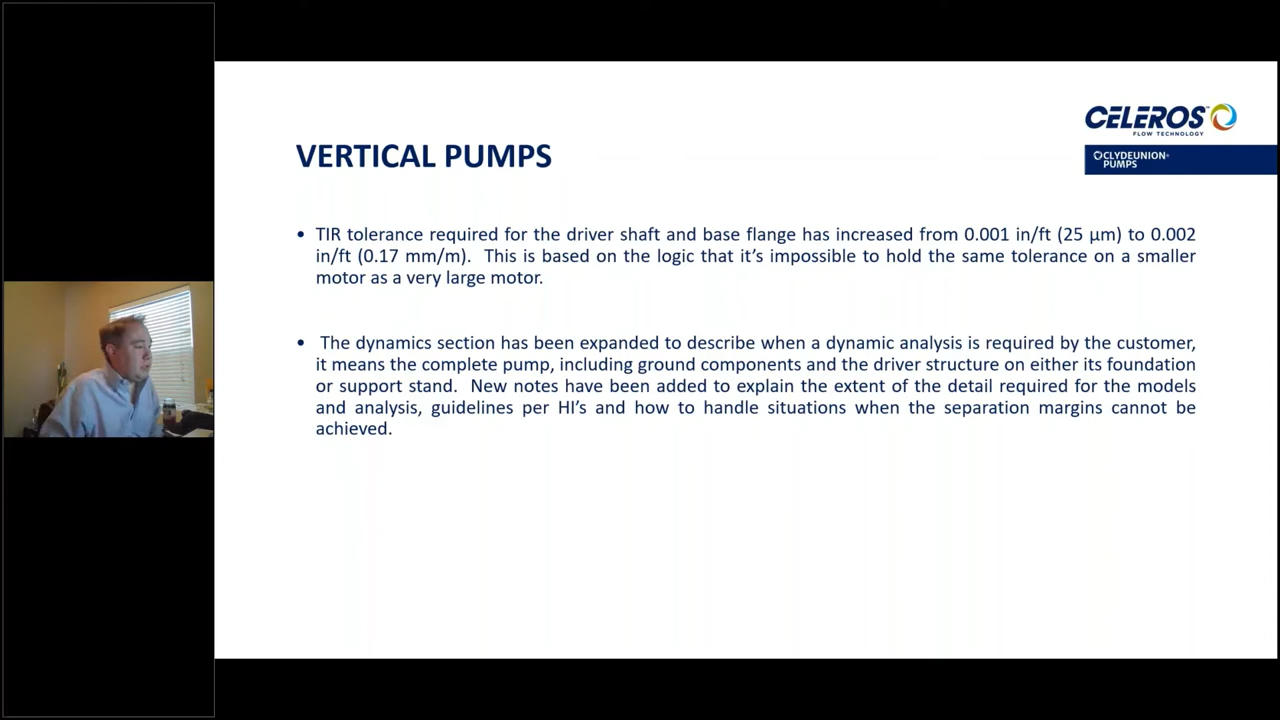 CELEROS
FLOW TECHNOLOGY
CLYDEUNION
PUMPS
VERTICAL PUMPS
• TIR tolerance required for the driver shaft and base flange has increased from 0.001 in/ft (25 µm) to 0.002
in/ft (0.17 mm/m). This is based on the logic that it's impossible to hold the same tolerance on a smaller
motor as a very large motor.
• The dynamics section has been expanded to describe when a dynamic analysis is required by the customer,
it means the complete pump, including ground components and the driver structure on either its foundation
or support stand. New notes have been added to explain the extent of the detail required for the models
and analysis, guidelines per HI's and how to handle situations when the separation margins cannot be
achieved.